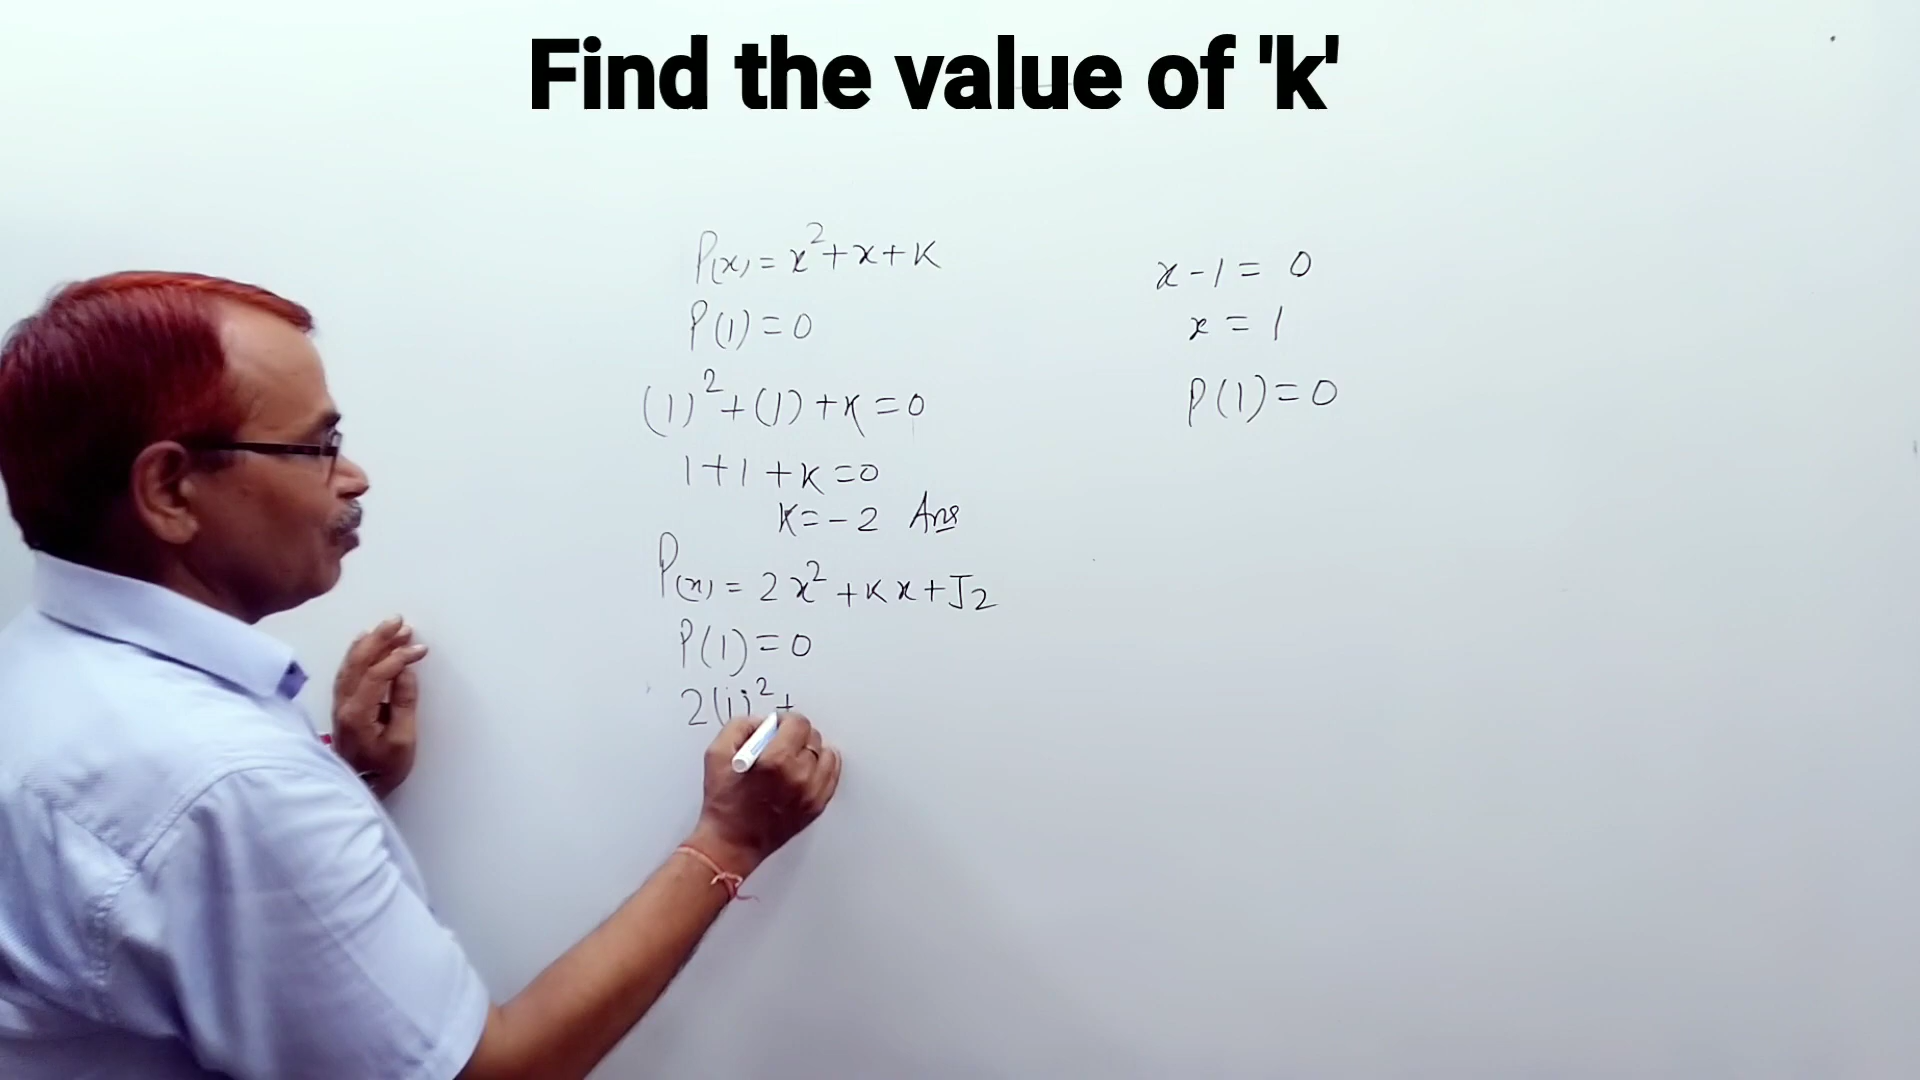 Find the value of 'k'
P(x) = x²+x+K
P(1)=0
(1)²+(1)+K=0
1+1+K=0
K=-2 Ans
P(x) = 2x²+Kx+√2
P(1)=0
2(1)²+
x-1=0
x=1
P(1)=0